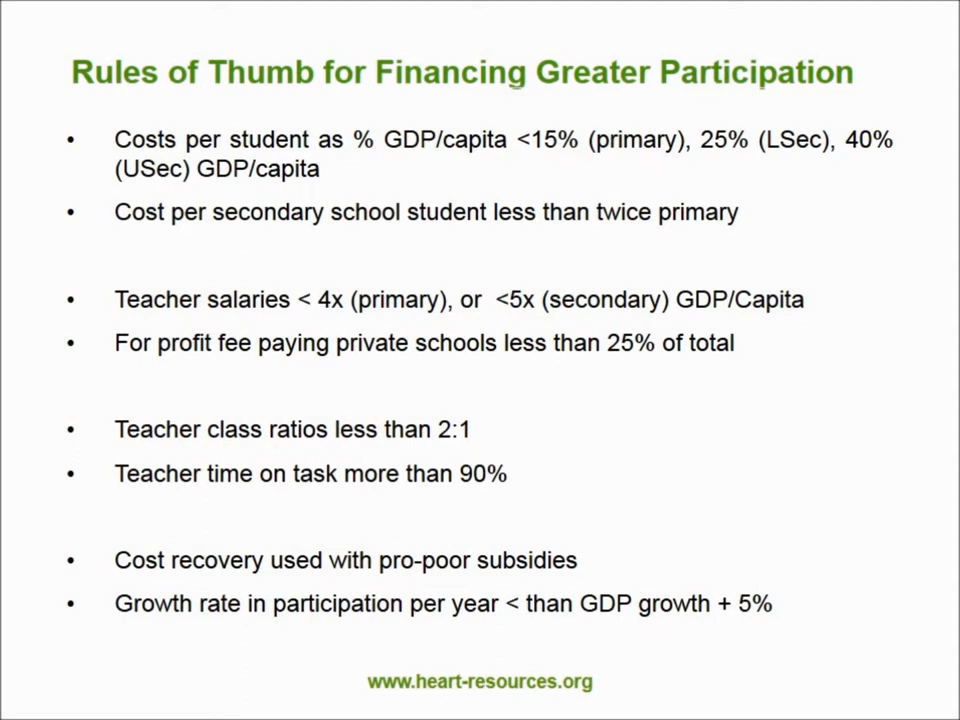 Rules of Thumb for Financing Greater Participation
• Costs per student as % GDP/capita <15% (primary), 25% (LSec), 40%
(USec) GDP/capita
• Cost per secondary school student less than twice primary
• Teacher salaries < 4x (primary), or <5x (secondary) GDP/Capita
• For profit fee paying private schools less than 25% of total
• Teacher class ratios less than 2:1
• Teacher time on task more than 90%
• Cost recovery used with pro-poor subsidies
• Growth rate in participation per year < than GDP growth + 5%
www.heart-resources.org